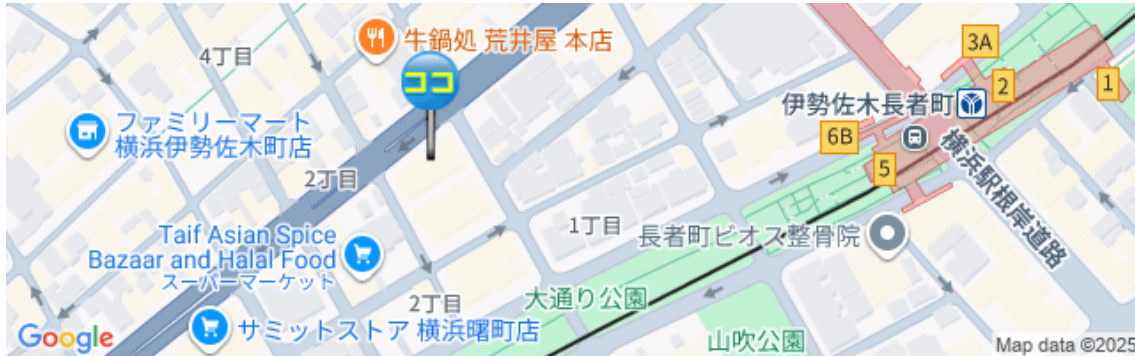 4丁目
牛鍋処 荒井屋 本店
3A
2
1
ココ
伊勢佐木長者町
ファミリーマート
横浜伊勢佐木町店
6B
5
横浜駅根岸道路
2丁目
1丁目
長者町ビオス整骨院
Taif Asian Spice
Bazaar and Halal Food
スーパーマーケット
2丁目
大通り公園
サミットストア 横浜曙町店
山吹公園
Google
Map data ©2025